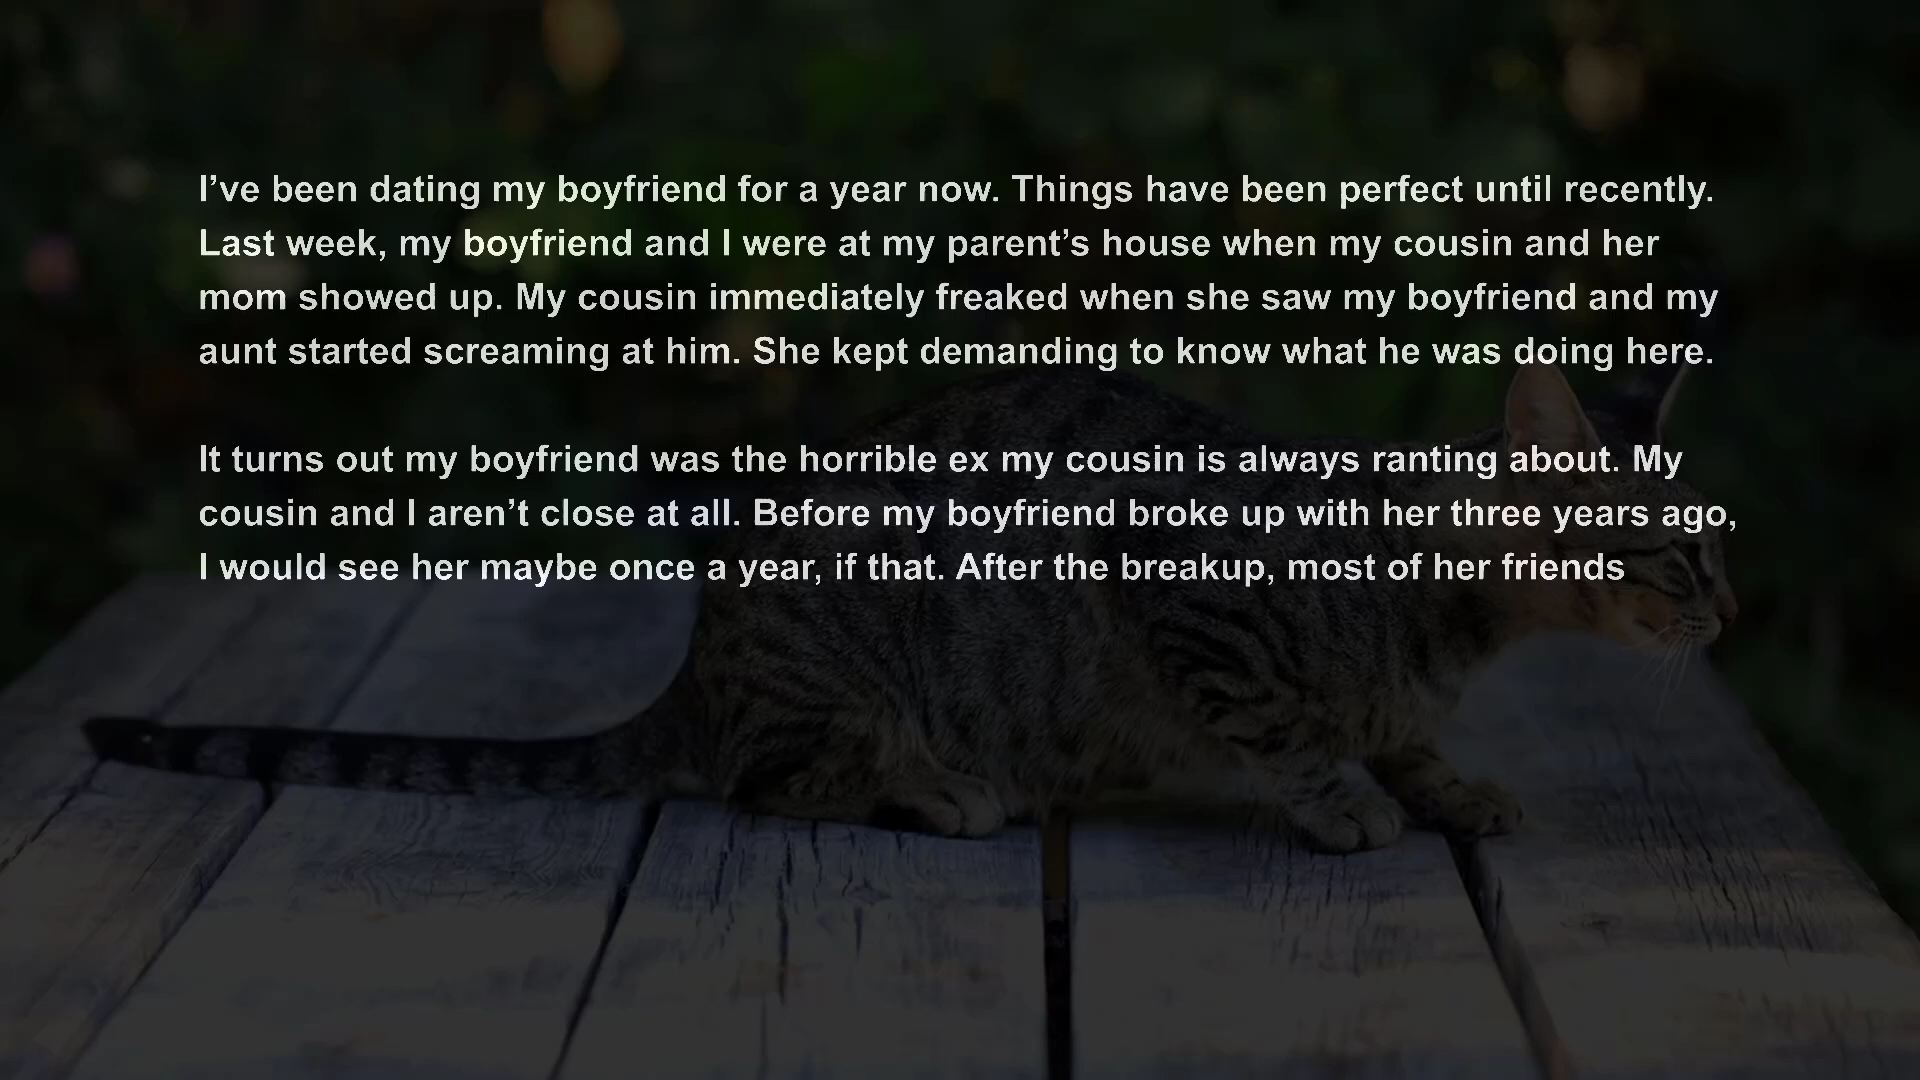 I’ve been dating my boyfriend for a year now. Things have been perfect until recently.
Last week, my boyfriend and I were at my parent’s house when my cousin and her
mom showed up. My cousin immediately freaked when she saw my boyfriend and my
aunt started screaming at him. She kept demanding to know what he was doing here.
It turns out my boyfriend was the horrible ex my cousin is always ranting about. My
cousin and I aren’t close at all. Before my boyfriend broke up with her three years ago,
I would see her maybe once a year, if that. After the breakup, most of her friends